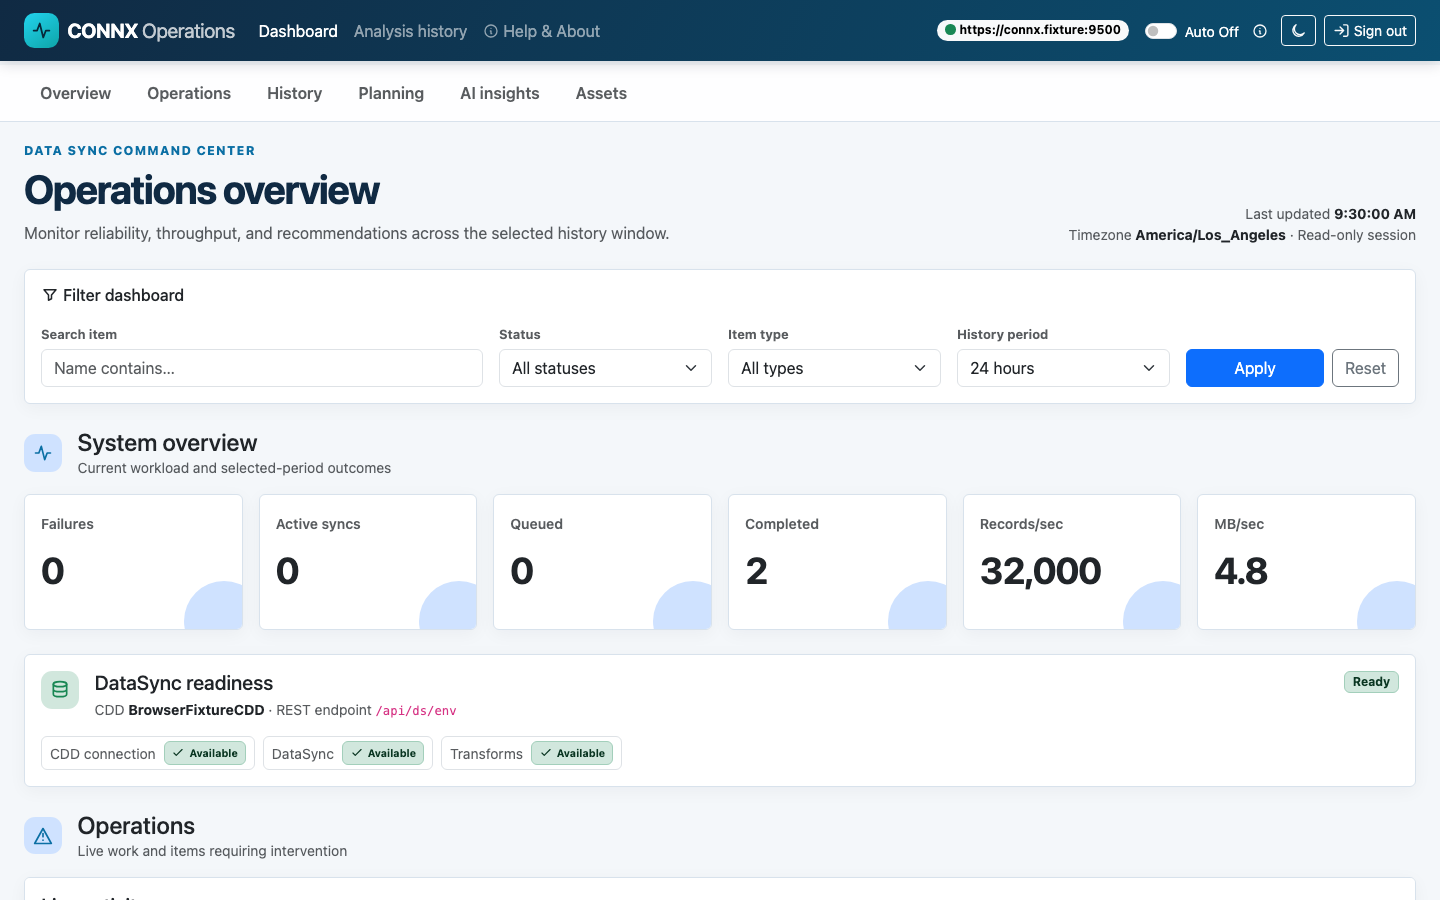 CONNX Operations Dashboard Analysis history Help & About https://connx.fixture:9500 Auto Off Sign out
Overview Operations History Planning AI insights Assets
DATA SYNC COMMAND CENTER
Operations overview
Monitor reliability, throughput, and recommendations across the selected history window.
Last updated 9:30:00 AM
Timezone America/Los_Angeles · Read-only session
Filter dashboard
Search item Status Item type History period
Name contains... All statuses All types 24 hours Apply Reset
System overview
Current workload and selected-period outcomes
Failures Active syncs Queued Completed Records/sec MB/sec
0 0 0 2 32,000 4.8
DataSync readiness Ready
CDD BrowserFixtureCDD · REST endpoint /api/ds/env
CDD connection Available DataSync Available Transforms Available
Operations
Live work and items requiring intervention